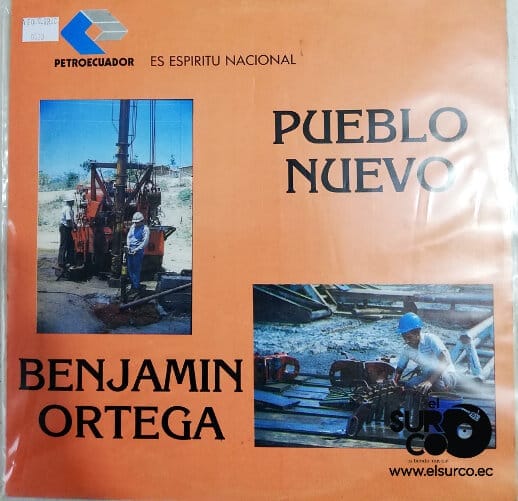 PETROECUADOR ES ESPIRITU NACIONAL
PUEBLO
NUEVO
BENJAMIN
ORTEGA
el
SUR
CO
www.elsurco.ec